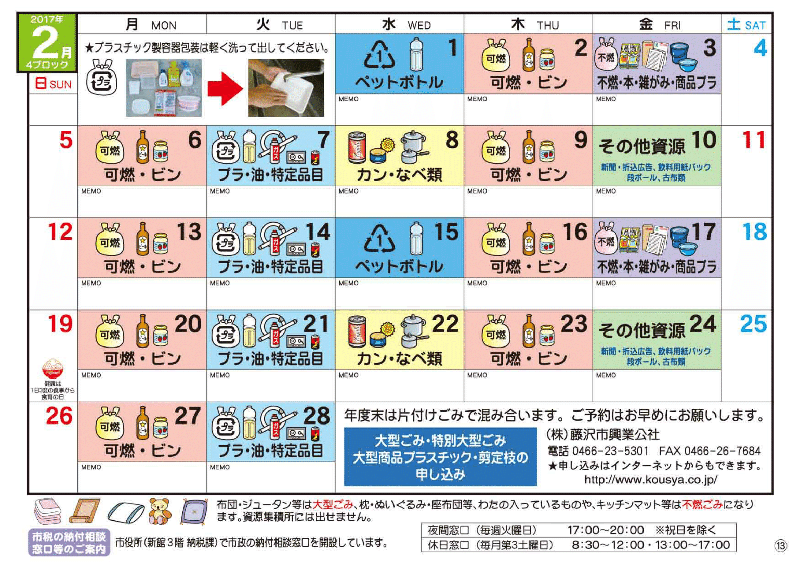 2017年
2月
4ブロック
月 MON
火 TUE
水 WED
木 THU
金 FRI
土 SAT
日 SUN
★プラスチック製容器包装は軽く洗って出してください。
プラ
1
ペットボトル
MEMO
可燃
2
可燃・ビン
MEMO
不燃
3
不燃・本・雑がみ・商品プラ
MEMO
4
5
可燃
6
可燃・ビン
MEMO
プラ
7
プラ・油・特定品目
MEMO
8
カン・なべ類
MEMO
可燃
9
可燃・ビン
MEMO
その他資源 10
新聞・折込広告、飲料用紙パック
段ボール、古布類
MEMO
11
12
可燃
13
可燃・ビン
MEMO
プラ
14
プラ・油・特定品目
MEMO
1
15
ペットボトル
MEMO
可燃
16
可燃・ビン
MEMO
不燃
17
不燃・本・雑がみ・商品プラ
MEMO
18
19
毎月19日は
1日3度の食事から
食育の日
可燃
20
可燃・ビン
MEMO
プラ
21
プラ・油・特定品目
MEMO
22
カン・なべ類
MEMO
可燃
23
可燃・ビン
MEMO
その他資源 24
新聞・折込広告、飲料用紙パック
段ボール、古布類
MEMO
25
26
可燃
27
可燃・ビン
MEMO
プラ
28
プラ・油・特定品目
MEMO
年度末は片付けごみで混み合います。ご予約はお早めにお願いします。
大型ごみ・特別大型ごみ
大型商品プラスチック・剪定枝の
申し込み
(株)藤沢市興業公社
電話 0466-23-5301 FAX 0466-26-7684
★申し込みはインターネットからもできます。
http://www.kousya.co.jp/
布団・ジュータン等は大型ごみ、枕・ぬいぐるみ・座布団等、わたの入っているものや、キッチンマット等は不燃ごみになり
ます。資源集積所には出せません。
市税の納付相談
窓口等のご案内
市役所(新館3階 納税課)で市政の納付相談窓口を開設しています。
夜間窓口(毎週火曜日) 17:00~20:00 ※祝日を除く
休日窓口(毎月第3土曜日) 8:30~12:00・13:00~17:00
⑬